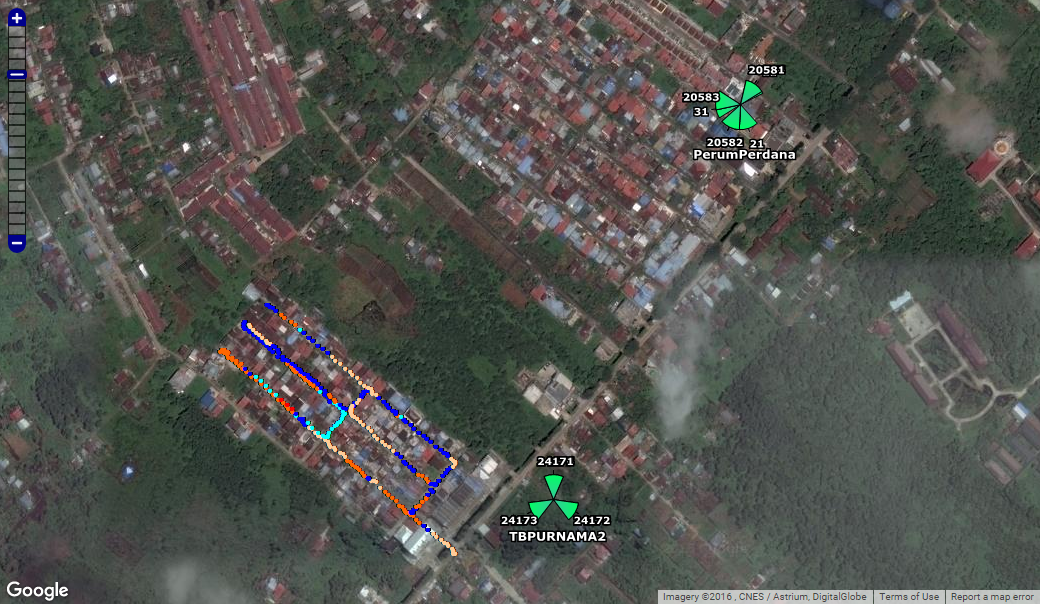 20581
20583
31
20582 21
PerumPerdana
24171
24173 24172
TBPURNAMA2
Google
Imagery ©2016 , CNES / Astrium, DigitalGlobe Terms of Use Report a map error